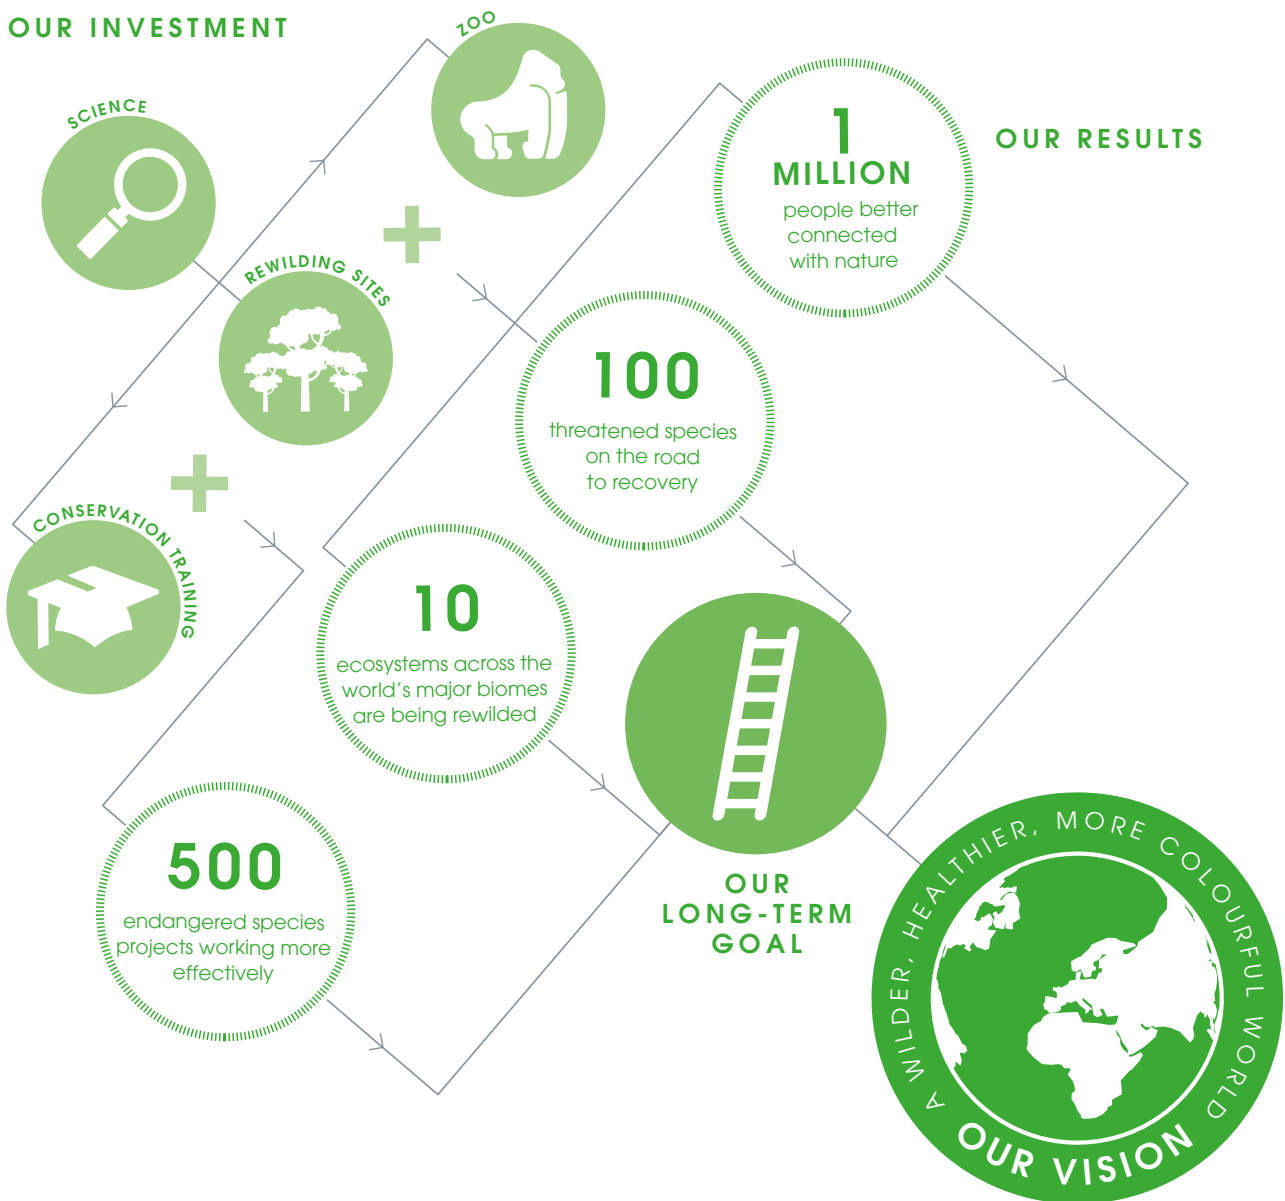 OUR INVESTMENT
ZOO
SCIENCE
REWILDING SITES
CONSERVATION TRAINING
OUR RESULTS
1
MILLION
people better
connected
with nature
100
threatened species
on the road
to recovery
10
ecosystems across the
world's major biomes
are being rewilded
500
endangered species
projects working more
effectively
OUR
LONG-TERM
GOAL
A WILDER, HEALTHIER, MORE COLOURFUL WORLD
OUR VISION